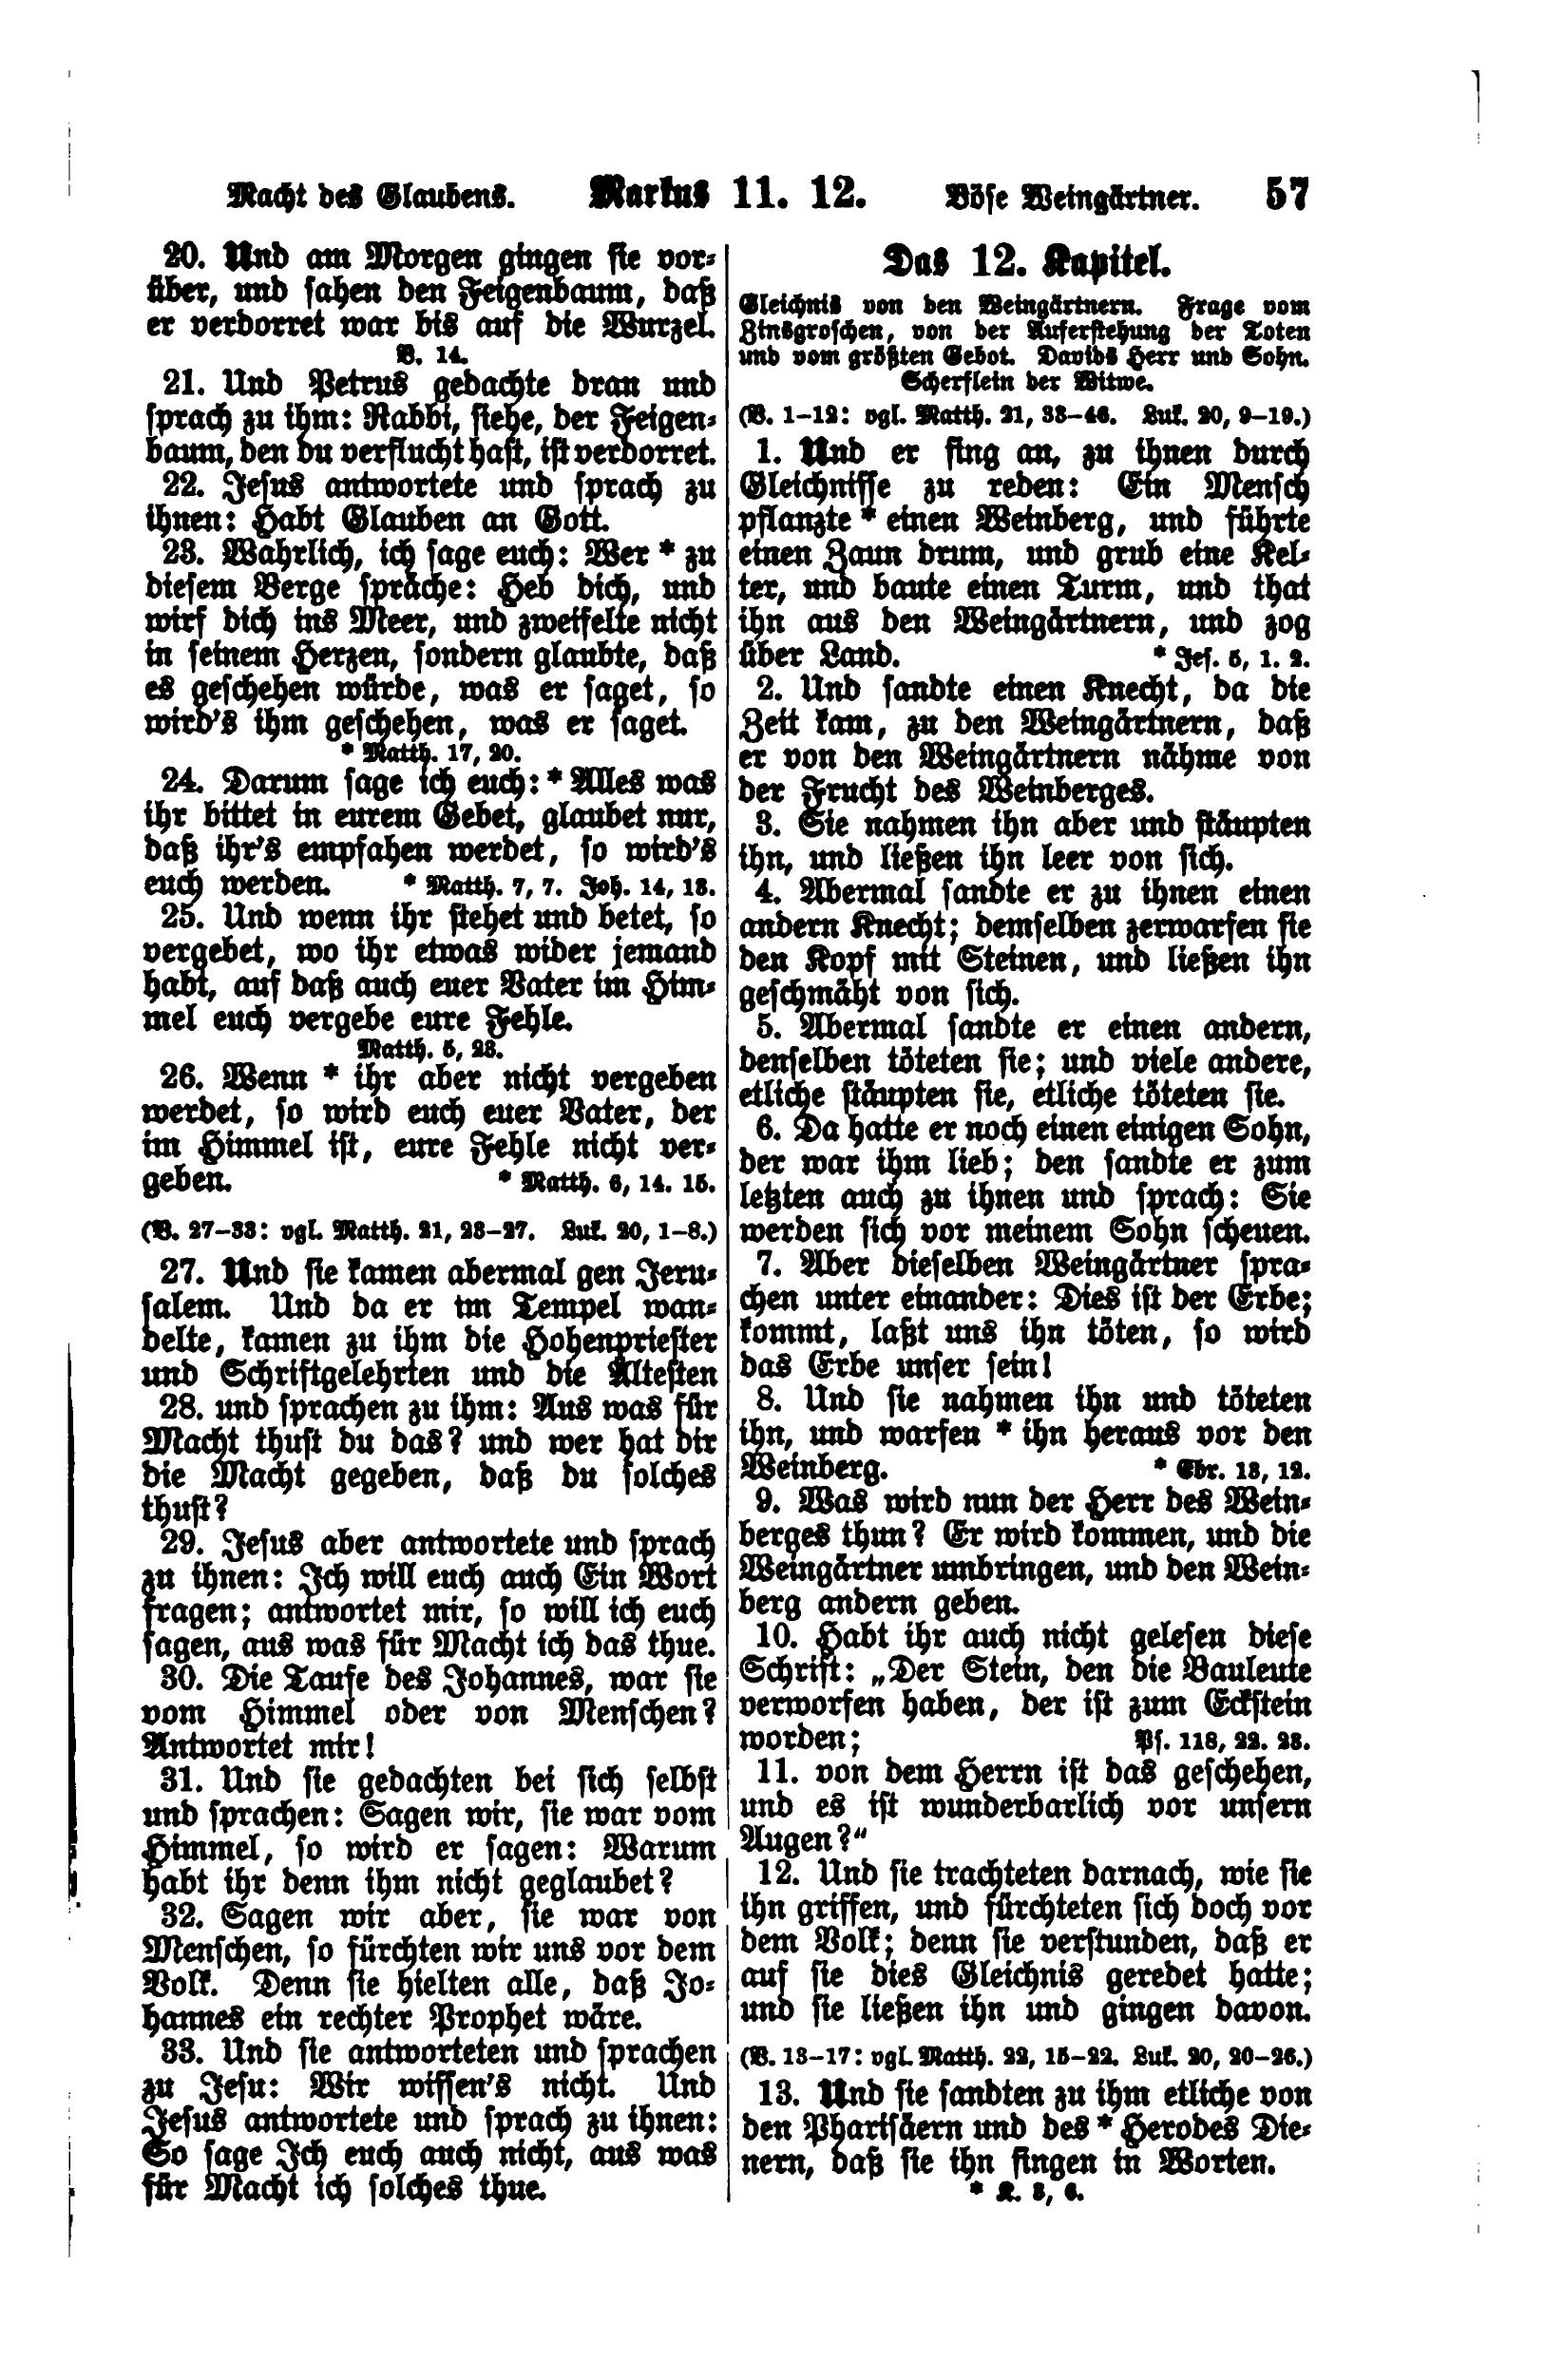 Macht des Glaubens. Markus 11. 12. Böse Weingärtner. 57
20. Und am Morgen gingen sie vor-
über, und sahen den Feigenbaum, daß
er verdorret war bis auf die Wurzel.
V. 14.
21. Und Petrus gedachte dran und
sprach zu ihm: Rabbi, siehe, der Feigen-
baum, den du verflucht hast, ist verdorret.
22. Jesus antwortete und sprach zu
ihnen: Habt Glauben an Gott.
23. Wahrlich, ich sage euch: Wer * zu
diesem Berge spräche: Heb dich, und
wirf dich ins Meer, und zweifelte nicht
in seinem Herzen, sondern glaubte, daß
es geschehen würde, was er saget, so
wird's ihm geschehen, was er saget.
* Matth. 17, 20.
24. Darum sage ich euch: * Alles was
ihr bittet in eurem Gebet, glaubet nur,
daß ihr's empfahen werdet, so wird's
euch werden. * Matth. 7, 7. Joh. 14, 13.
25. Und wenn ihr stehet und betet, so
vergebet, wo ihr etwas wider jemand
habt, auf daß auch euer Vater im Him-
mel euch vergebe eure Fehle.
Matth. 5, 23.
26. Wenn * ihr aber nicht vergeben
werdet, so wird euch euer Vater, der
im Himmel ist, eure Fehle nicht ver-
geben. * Matth. 6, 14. 15.
(V. 27–33: vgl. Matth. 21, 23–27. Luk. 20, 1–8.)
27. Und sie kamen abermal gen Jeru-
salem. Und da er im Tempel wan-
delte, kamen zu ihm die Hohenpriester
und Schriftgelehrten und die Ältesten
28. und sprachen zu ihm: Aus was für
Macht thust du das? und wer hat dir
die Macht gegeben, daß du solches
thust?
29. Jesus aber antwortete und sprach
zu ihnen: Ich will euch auch Ein Wort
fragen; antwortet mir, so will ich euch
sagen, aus was für Macht ich das thue.
30. Die Taufe des Johannes, war sie
vom Himmel oder von Menschen?
Antwortet mir!
31. Und sie gedachten bei sich selbst
und sprachen: Sagen wir, sie war vom
Himmel, so wird er sagen: Warum
habt ihr denn ihm nicht geglaubet?
32. Sagen wir aber, sie war von
Menschen, so fürchten wir uns vor dem
Volk. Denn sie hielten alle, daß Jo-
hannes ein rechter Prophet wäre.
33. Und sie antworteten und sprachen
zu Jesu: Wir wissen's nicht. Und
Jesus antwortete und sprach zu ihnen:
So sage Ich euch auch nicht, aus was
für Macht ich solches thue.
Das 12. Kapitel.
Gleichnis von den Weingärtnern. Frage vom
Zinsgroschen, von der Auferstehung der Toten
und vom größten Gebot. Davids Herr und Sohn.
Scherflein der Witwe.
(V. 1–12: vgl. Matth. 21, 33–46. Luk. 20, 9–19.)
1. Und er fing an, zu ihnen durch
Gleichnisse zu reden: Ein Mensch
pflanzte * einen Weinberg, und führte
einen Zaun drum, und grub eine Kel-
ter, und baute einen Turm, und that
ihn aus den Weingärtnern, und zog
über Land. * Jes. 5, 1. 2.
2. Und sandte einen Knecht, da die
Zeit kam, zu den Weingärtnern, daß
er von den Weingärtnern nähme von
der Frucht des Weinberges.
3. Sie nahmen ihn aber und stäupten
ihn, und ließen ihn leer von sich.
4. Abermal sandte er zu ihnen einen
andern Knecht; demselben zerwarfen sie
den Kopf mit Steinen, und ließen ihn
geschmäht von sich.
5. Abermal sandte er einen andern,
denselben töteten sie; und viele andere,
etliche stäupten sie, etliche töteten sie.
6. Da hatte er noch einen einigen Sohn,
der war ihm lieb; den sandte er zum
letzten auch zu ihnen und sprach: Sie
werden sich vor meinem Sohn scheuen.
7. Aber dieselben Weingärtner spra-
chen unter einander: Dies ist der Erbe;
kommt, laßt uns ihn töten, so wird
das Erbe unser sein!
8. Und sie nahmen ihn und töteten
ihn, und warfen * ihn heraus vor den
Weinberg. * Ebr. 13, 12.
9. Was wird nun der Herr des Wein-
berges thun? Er wird kommen, und die
Weingärtner umbringen, und den Wein-
berg andern geben.
10. Habt ihr auch nicht gelesen diese
Schrift: „Der Stein, den die Bauleute
verworfen haben, der ist zum Eckstein
worden; Ps. 118, 22. 23.
11. von dem Herrn ist das geschehen,
und es ist wunderbarlich vor unsern
Augen?“
12. Und sie trachteten darnach, wie sie
ihn griffen, und fürchteten sich doch vor
dem Volk; denn sie verstunden, daß er
auf sie dies Gleichnis geredet hatte;
und sie ließen ihn und gingen davon.
(V. 13–17: vgl. Matth. 22, 15–22. Luk. 20, 20–26.)
13. Und sie sandten zu ihm etliche von
den Pharisäern und des * Herodes Die-
nern, daß sie ihn fingen in Worten.
* K. 3, 6.